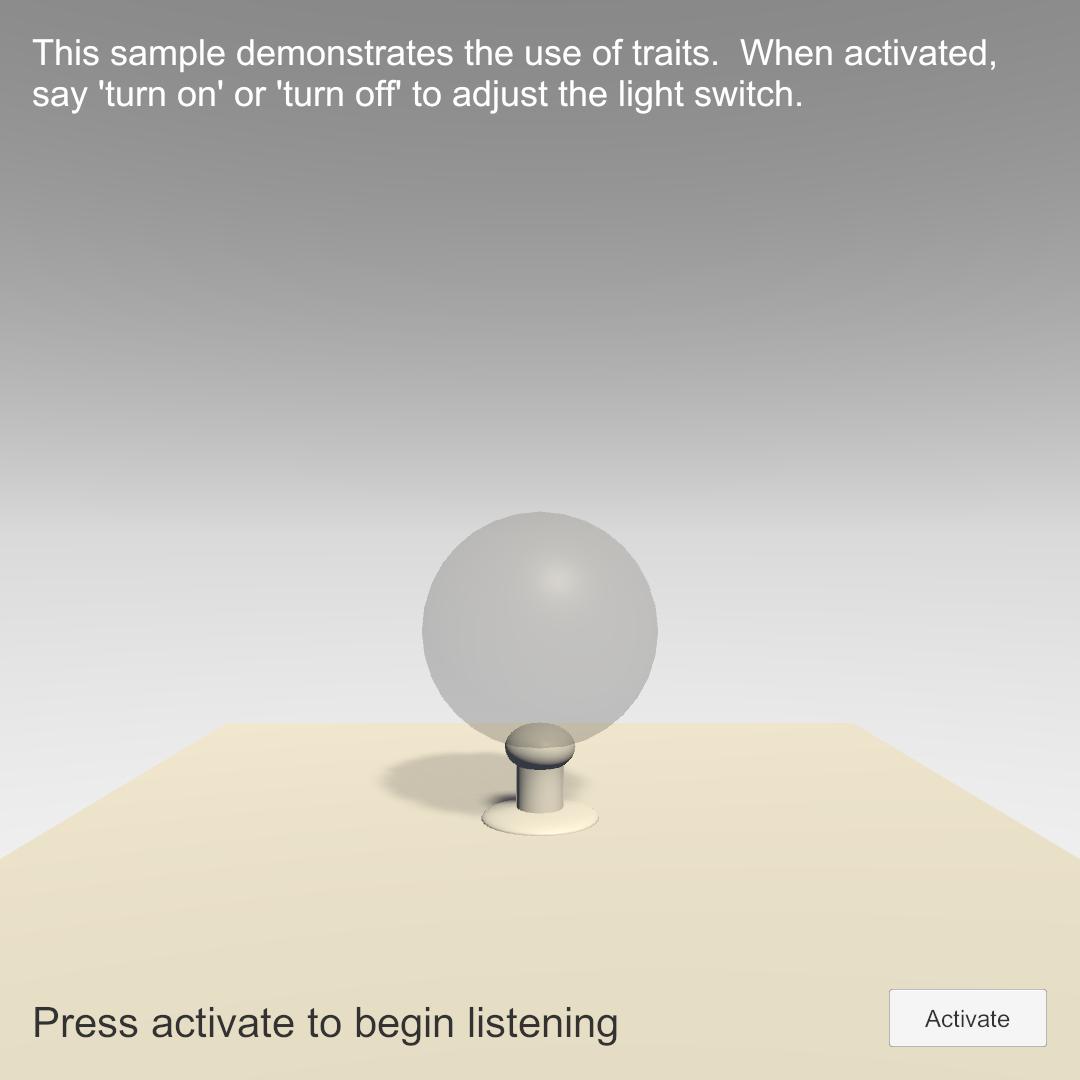 This sample demonstrates the use of traits.  When activated,
say 'turn on' or 'turn off' to adjust the light switch.
Press activate to begin listening
Activate